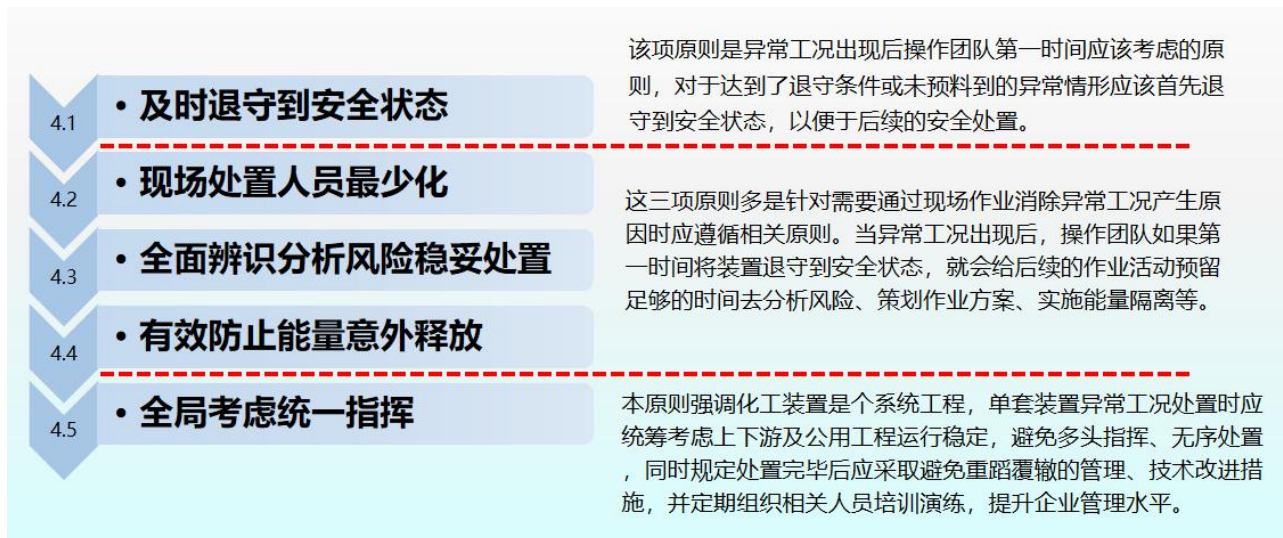 4.1
• 及时退守到安全状态
该项原则是异常工况出现后操作团队第一时间应该考虑的原
则，对于达到了退守条件或未预料到的异常情形应该首先退
守到安全状态，以便于后续的安全处置。
4.2
• 现场处置人员最少化
4.3
• 全面辨识分析风险稳妥处置
4.4
• 有效防止能量意外释放
这三项原则多是针对需要通过现场作业消除异常工况产生原
因时应遵循相关原则。当异常工况出现后，操作团队如果第
一时间将装置退守到安全状态，就会给后续的作业活动预留
足够的时间去分析风险、策划作业方案、实施能量隔离等。
4.5
• 全局考虑统一指挥
本原则强调化工装置是个系统工程，单套装置异常工况处置时应
统筹考虑上下游及公用工程运行稳定，避免多头指挥、无序处置
，同时规定处置完毕后应采取避免重蹈覆辙的管理、技术改进措
施，并定期组织相关人员培训演练，提升企业管理水平。